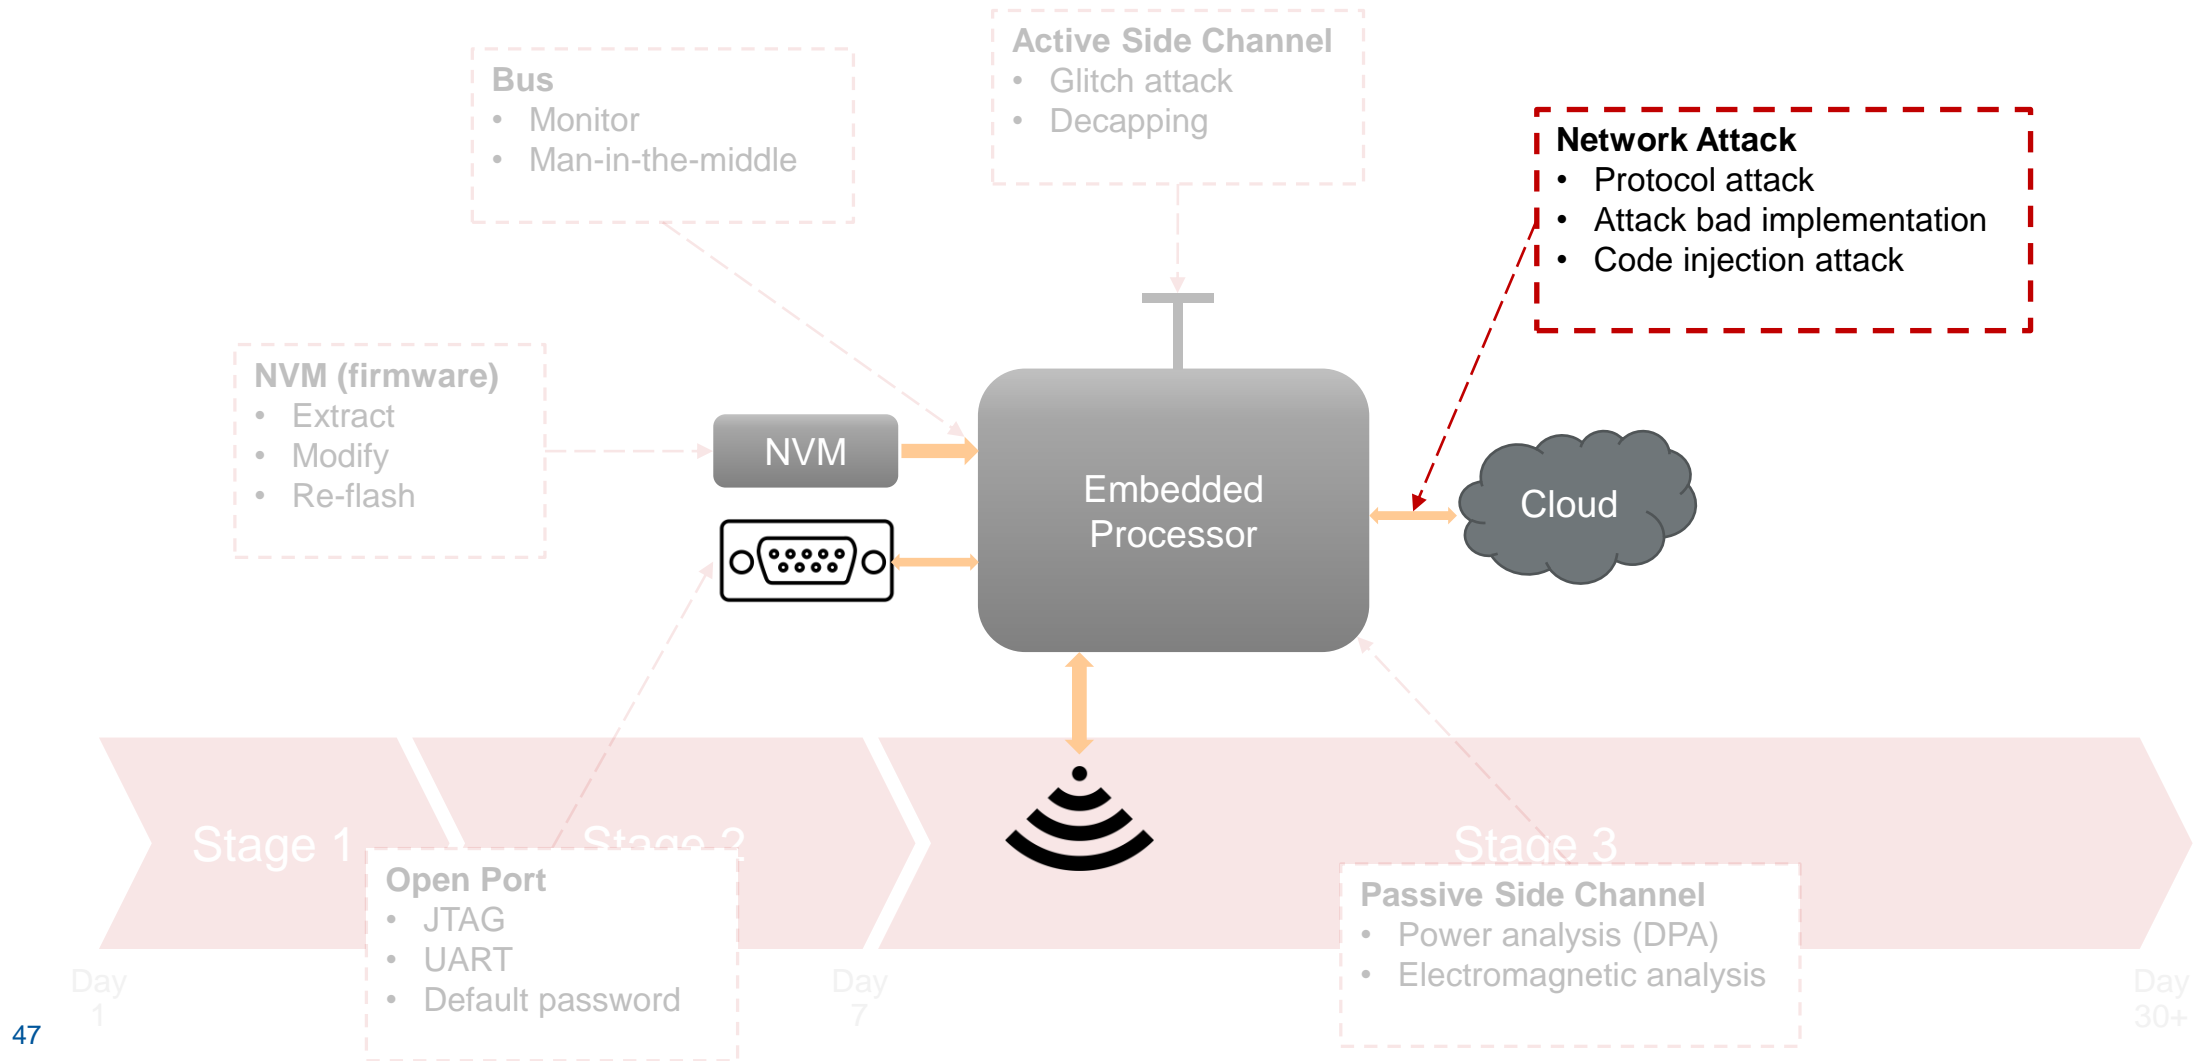 Active Side Channel
• Glitch attack
• Decapping
Bus
• Monitor
• Man-in-the-middle
Network Attack
• Protocol attack
• Attack bad implementation
• Code injection attack
NVM (firmware)
• Extract
• Modify
• Re-flash
NVM
Embedded
Processor
Cloud
Stage 1
Stage 2
Stage 3
Open Port
• JTAG
• UART
• Default password
Passive Side Channel
• Power analysis (DPA)
• Electromagnetic analysis
Day
1
Day
7
Day
30+
47